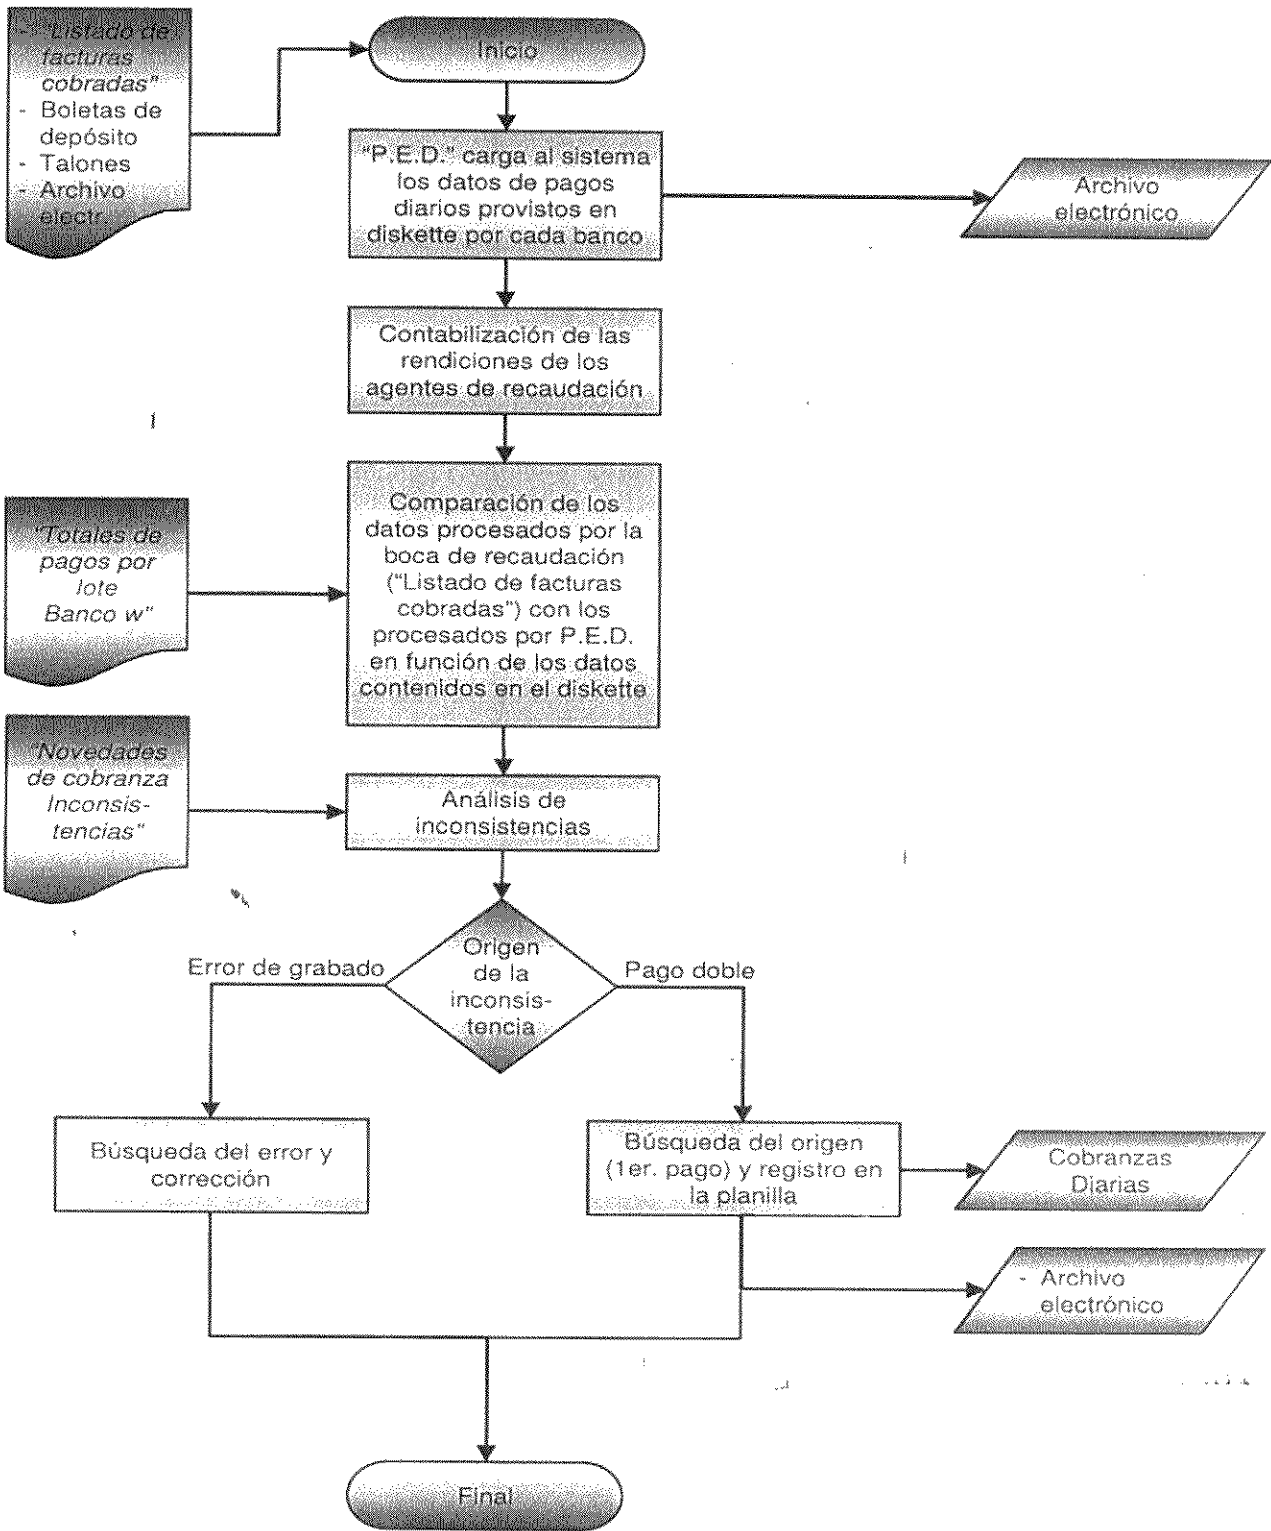 - "Listado de
facturas
cobradas"
- Boletas de
depósito
- Talones
- Archivo
electr.
Inicio
"P.E.D." carga al sistema
los datos de pagos
diarios provistos en
diskette por cada banco
Archivo
electrónico
Contabilización de las
rendiciones de los
agentes de recaudación
"Totales de
pagos por
lote
Banco w"
Comparación de los
datos procesados por la
boca de recaudación
("Listado de facturas
cobradas") con los
procesados por P.E.D.
en función de los datos
contenidos en el diskette
"Novedades
de cobranza
Inconsis-
tencias"
Análisis de
inconsistencias
Origen
de la
inconsis-
tencia
Error de grabado
Pago doble
Búsqueda del error y
corrección
Búsqueda del origen
(1er. pago) y registro en
la planilla
Cobranzas
Diarias
- Archivo
electrónico
Final